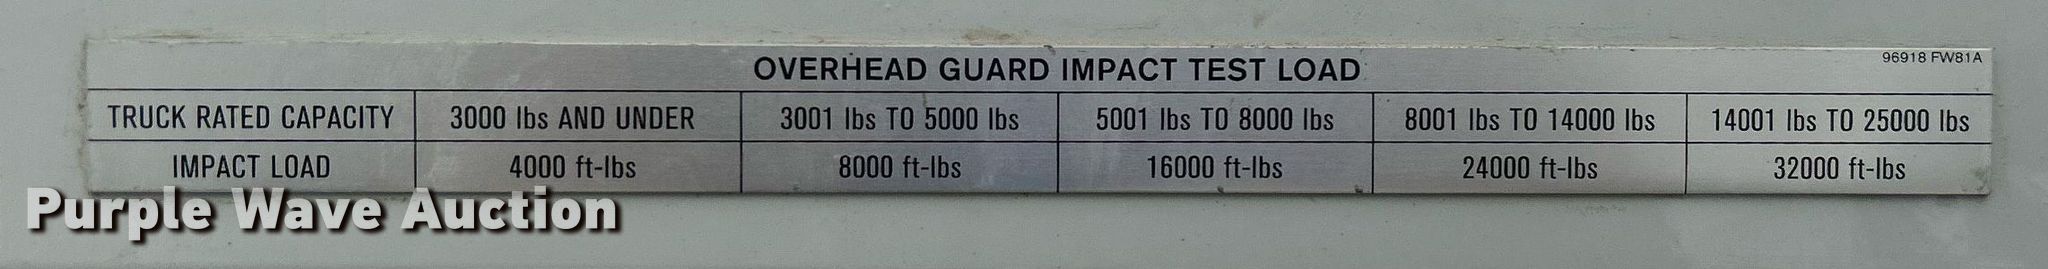 OVERHEAD GUARD IMPACT TEST LOAD
96918 FW81A
TRUCK RATED CAPACITY 3000 lbs AND UNDER 3001 lbs TO 5000 lbs 5001 lbs TO 8000 lbs 8001 lbs TO 14000 lbs 14001 lbs TO 25000 lbs
IMPACT LOAD 4000 ft-lbs 8000 ft-lbs 16000 ft-lbs 24000 ft-lbs 32000 ft-lbs
Purple Wave Auction